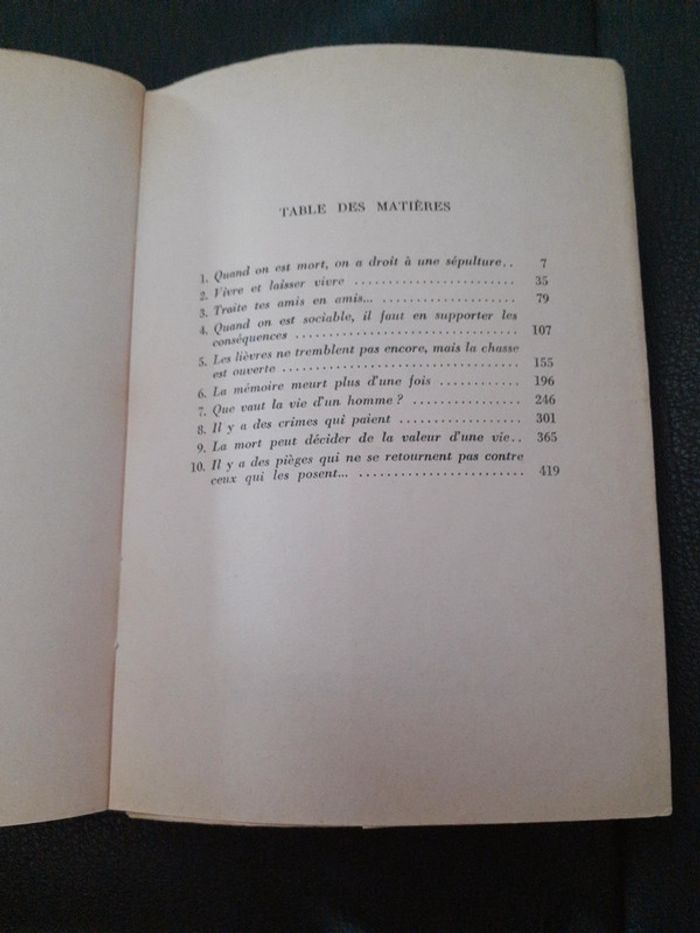 TABLE DES MATIÈRES
1. Quand on est mort, on a droit à une sépulture.. 7
2. Vivre et laisser vivre ........................ 35
3. Traite tes amis en amis... .................... 79
4. Quand on est sociable, il faut en supporter les
conséquences ................................. 107
5. Les lièvres ne tremblent pas encore, mais la chasse
est ouverte .................................. 155
6. La mémoire meurt plus d'une fois ............ 196
7. Que vaut la vie d'un homme ? ................ 246
8. Il y a des crimes qui paient ................ 301
9. La mort peut décider de la valeur d'une vie.. 365
10. Il y a des pièges qui ne se retournent pas contre
ceux qui les posent... ........................ 419